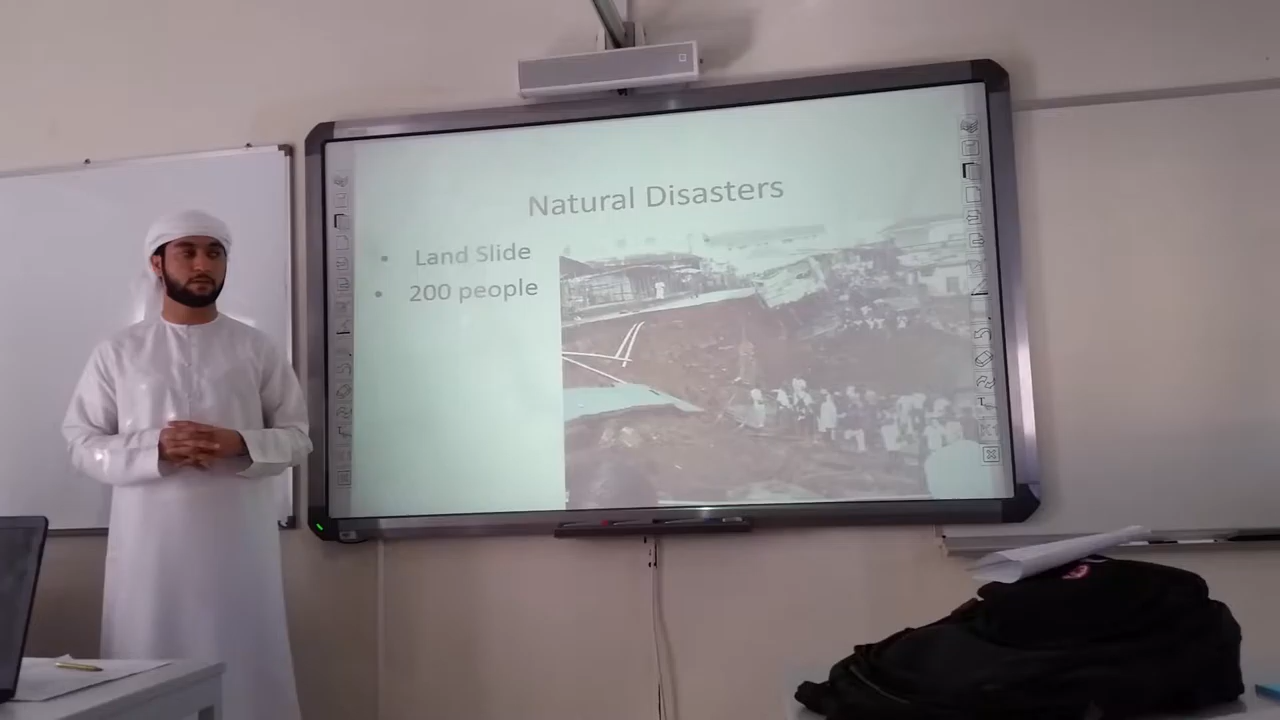 Natural Disasters
• Land Slide
• 200 people